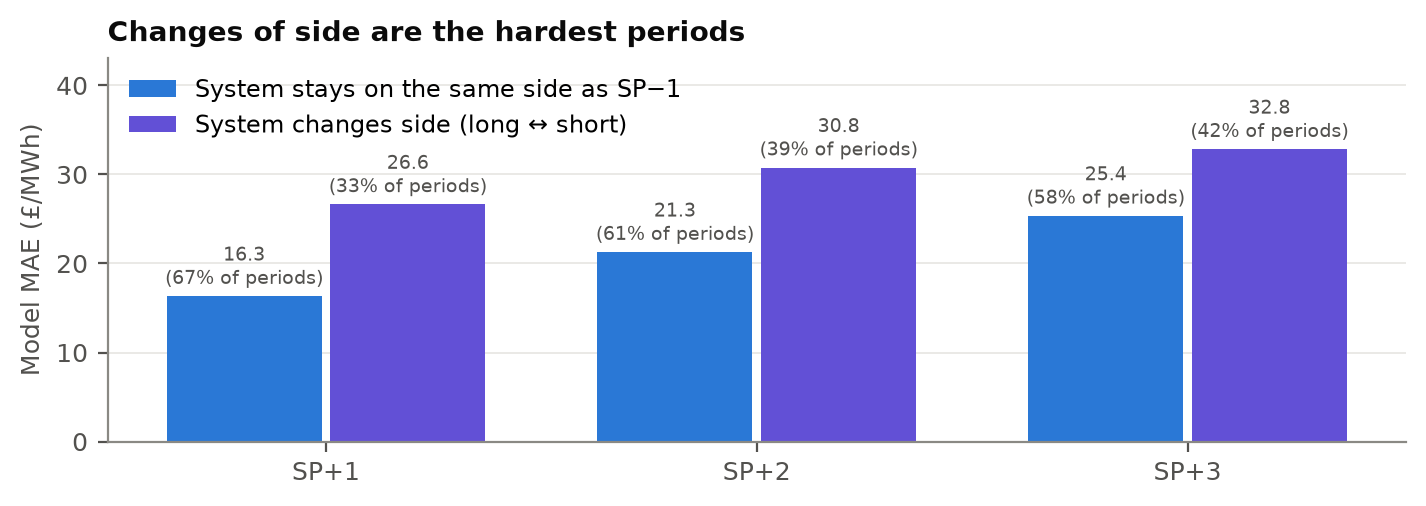 Changes of side are the hardest periods
Model MAE (£/MWh)
40
30
20
10
0
System stays on the same side as SP−1
System changes side (long ↔ short)
16.3
(67% of periods)
26.6
(33% of periods)
21.3
(61% of periods)
30.8
(39% of periods)
25.4
(58% of periods)
32.8
(42% of periods)
SP+1
SP+2
SP+3